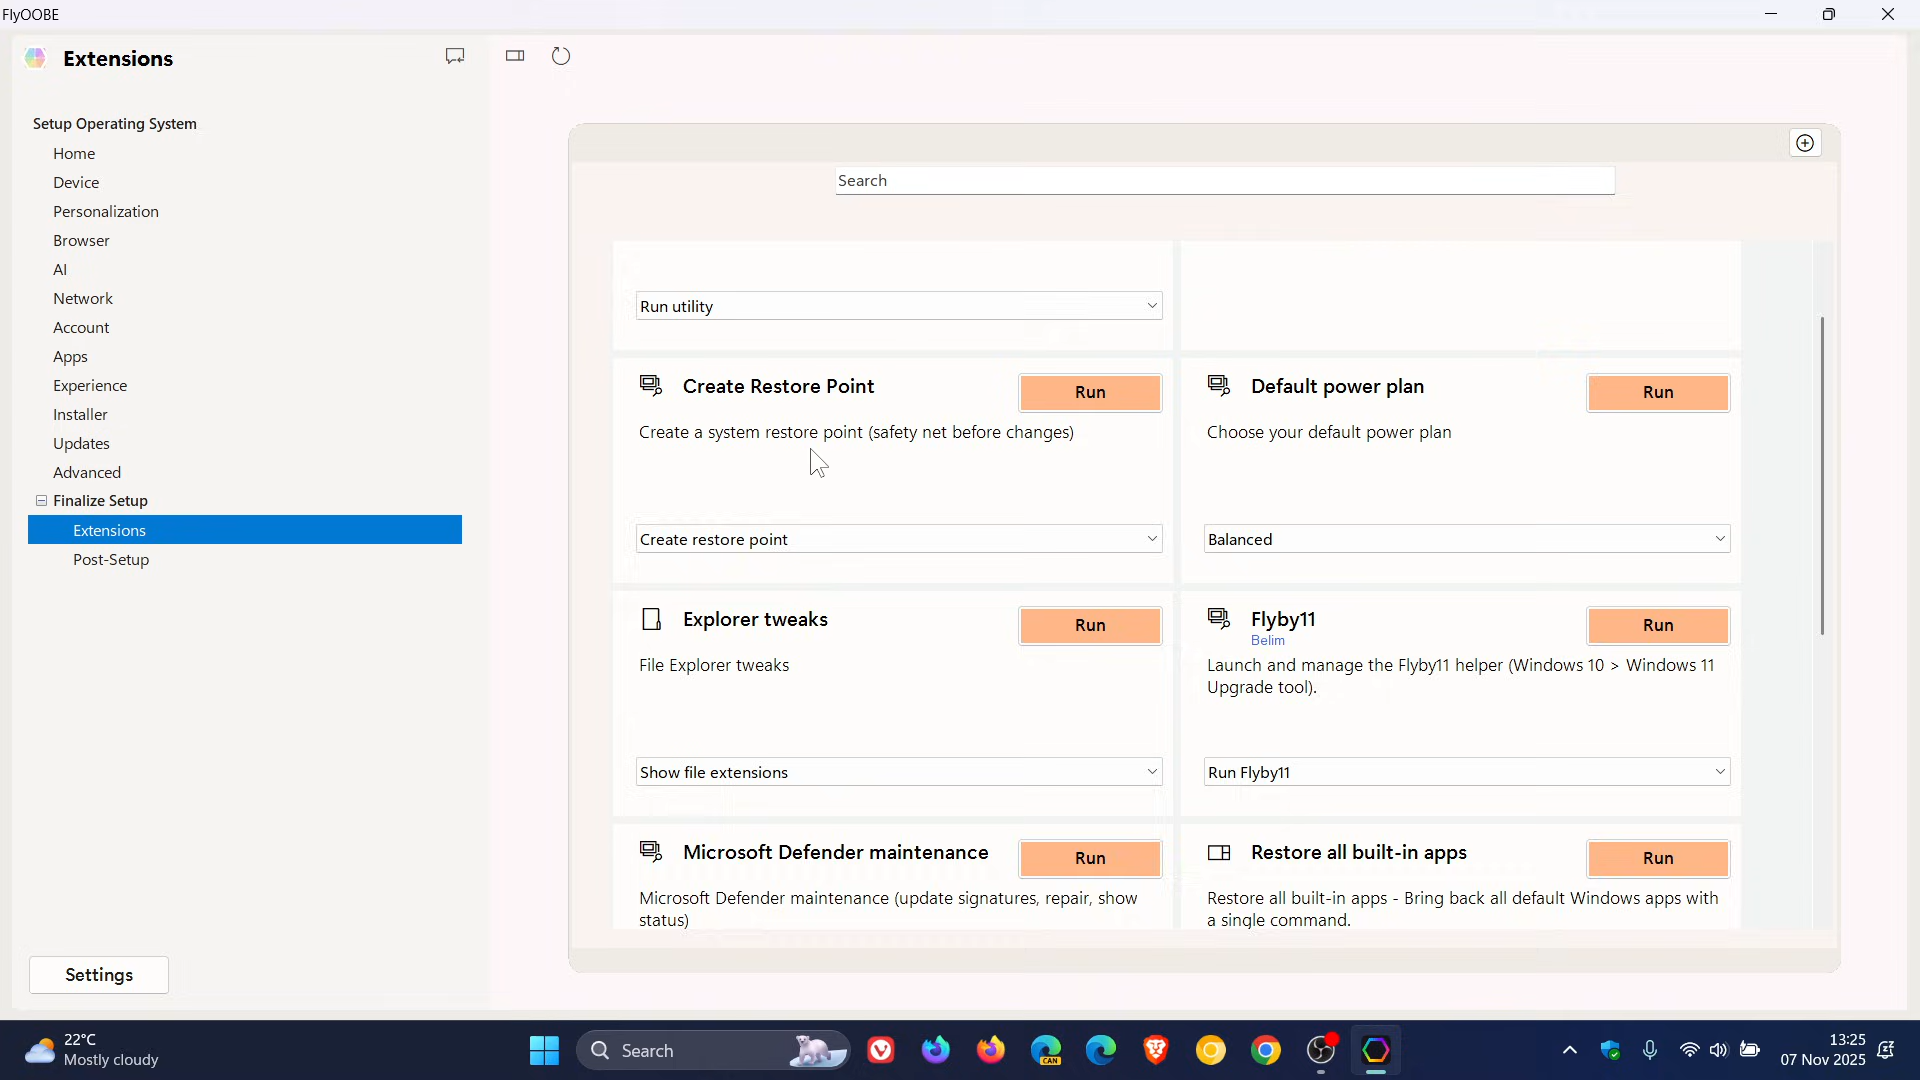 FlyOOBE
Extensions
Setup Operating System
Home
Device
Personalization
Browser
AI
Network
Account
Apps
Experience
Installer
Updates
Advanced
Finalize Setup
Extensions
Post-Setup
Settings
Search
Run utility
Create Restore Point
Run
Create a system restore point (safety net before changes)
Create restore point
Default power plan
Run
Choose your default power plan
Balanced
Explorer tweaks
Run
File Explorer tweaks
Show file extensions
Flyby11
Belim
Run
Launch and manage the Flyby11 helper (Windows 10 > Windows 11
Upgrade tool).
Run Flyby11
Microsoft Defender maintenance
Run
Microsoft Defender maintenance (update signatures, repair, show
status)
Restore all built-in apps
Run
Restore all built-in apps - Bring back all default Windows apps with
a single command.
22°C
Mostly cloudy
Search
CAN
13:25
07 Nov 2025